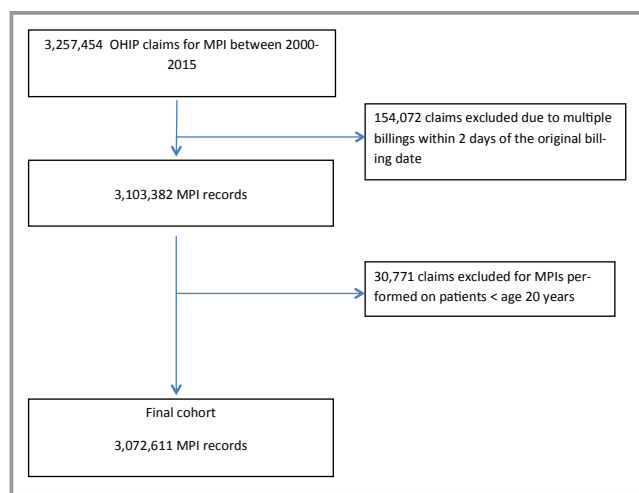 3,257,454 OHIP claims for MPI between 2000-
2015
154,072 claims excluded due to multiple
billings within 2 days of the original bill-
ing date
3,103,382 MPI records
30,771 claims excluded for MPIs per-
formed on patients < age 20 years
Final cohort
3,072,611 MPI records